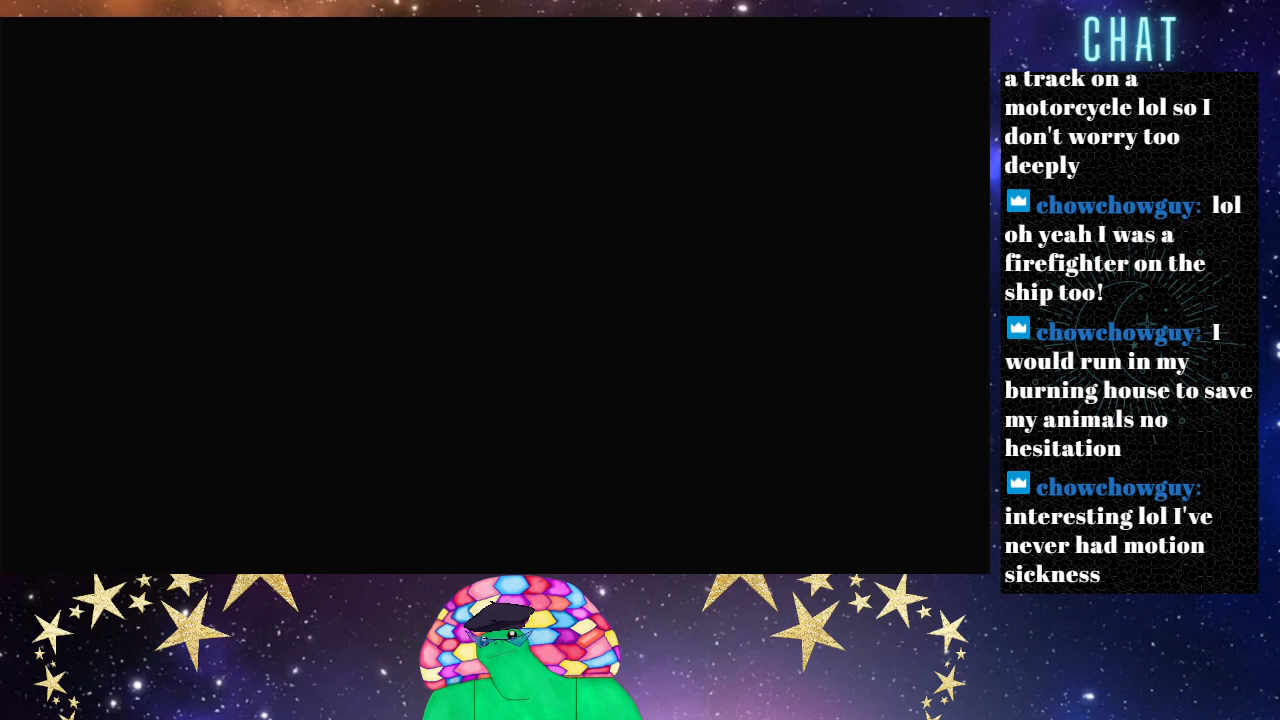 CHAT
a track on a
motorcycle lol so I
don't worry too
deeply
chowchowguy: lol
oh yeah I was a
firefighter on the
ship too!
chowchowguy: I
would run in my
burning house to save
my animals no
hesitation
chowchowguy:
interesting lol I've
never had motion
sickness